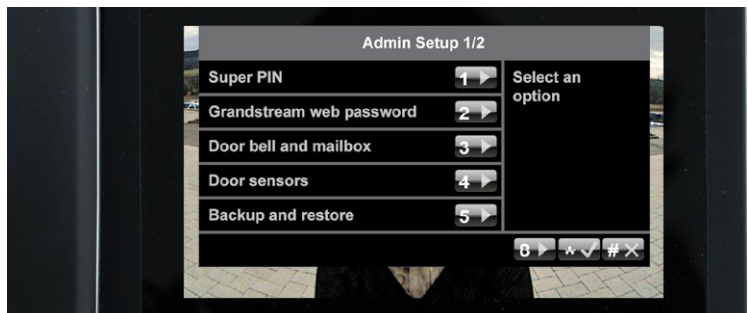 Admin Setup 1/2
Super PIN 1
Grandstream web password 2
Door bell and mailbox 3
Door sensors 4
Backup and restore 5
Select an
option
8 * #